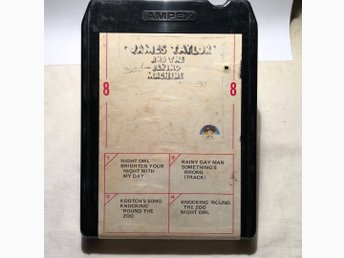 AMPEX
"JAMES TAYLOR"
AND THE
FLYING
MACHINE
8 8
1
NIGHT OWL
BRIGHTEN YOUR
NIGHT WITH
MY DAY
3
RAINY DAY MAN
SOMETHING'S
WRONG
(TRACK)
2
KOOTCH'S SONG
KNOCKING'
'ROUND THE
ZOO
4
KNOCKING 'ROUND
THE ZOO
NIGHT OWL